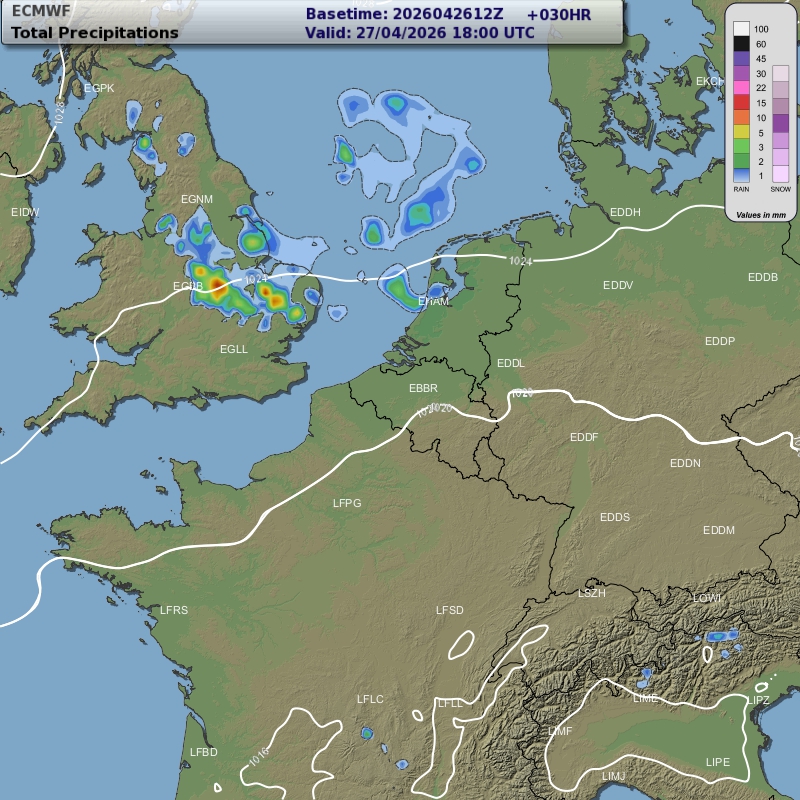 ECMWF
Basetime: 2026042612Z +030HR
Total Precipitations
Valid: 27/04/2026 18:00 UTC
100
60
45
30
22
15
10
5
3
2
1
RAIN
SNOW
Values in mm
EGPK
EKCH
1028
EGNM
EIDW
EDDH
1024
1024
EGBB
EDDV
EDDB
EHAM
EDDP
EGLL
EDDL
EBBR
1020
1020
EDDF
EDDN
LFPG
EDDS
EDDM
LSZH
LOWI
LFRS
LFSD
LFLC
LFLL
LIME
LIPZ
LIMF
1016
LFBD
LIPE
LIMJ